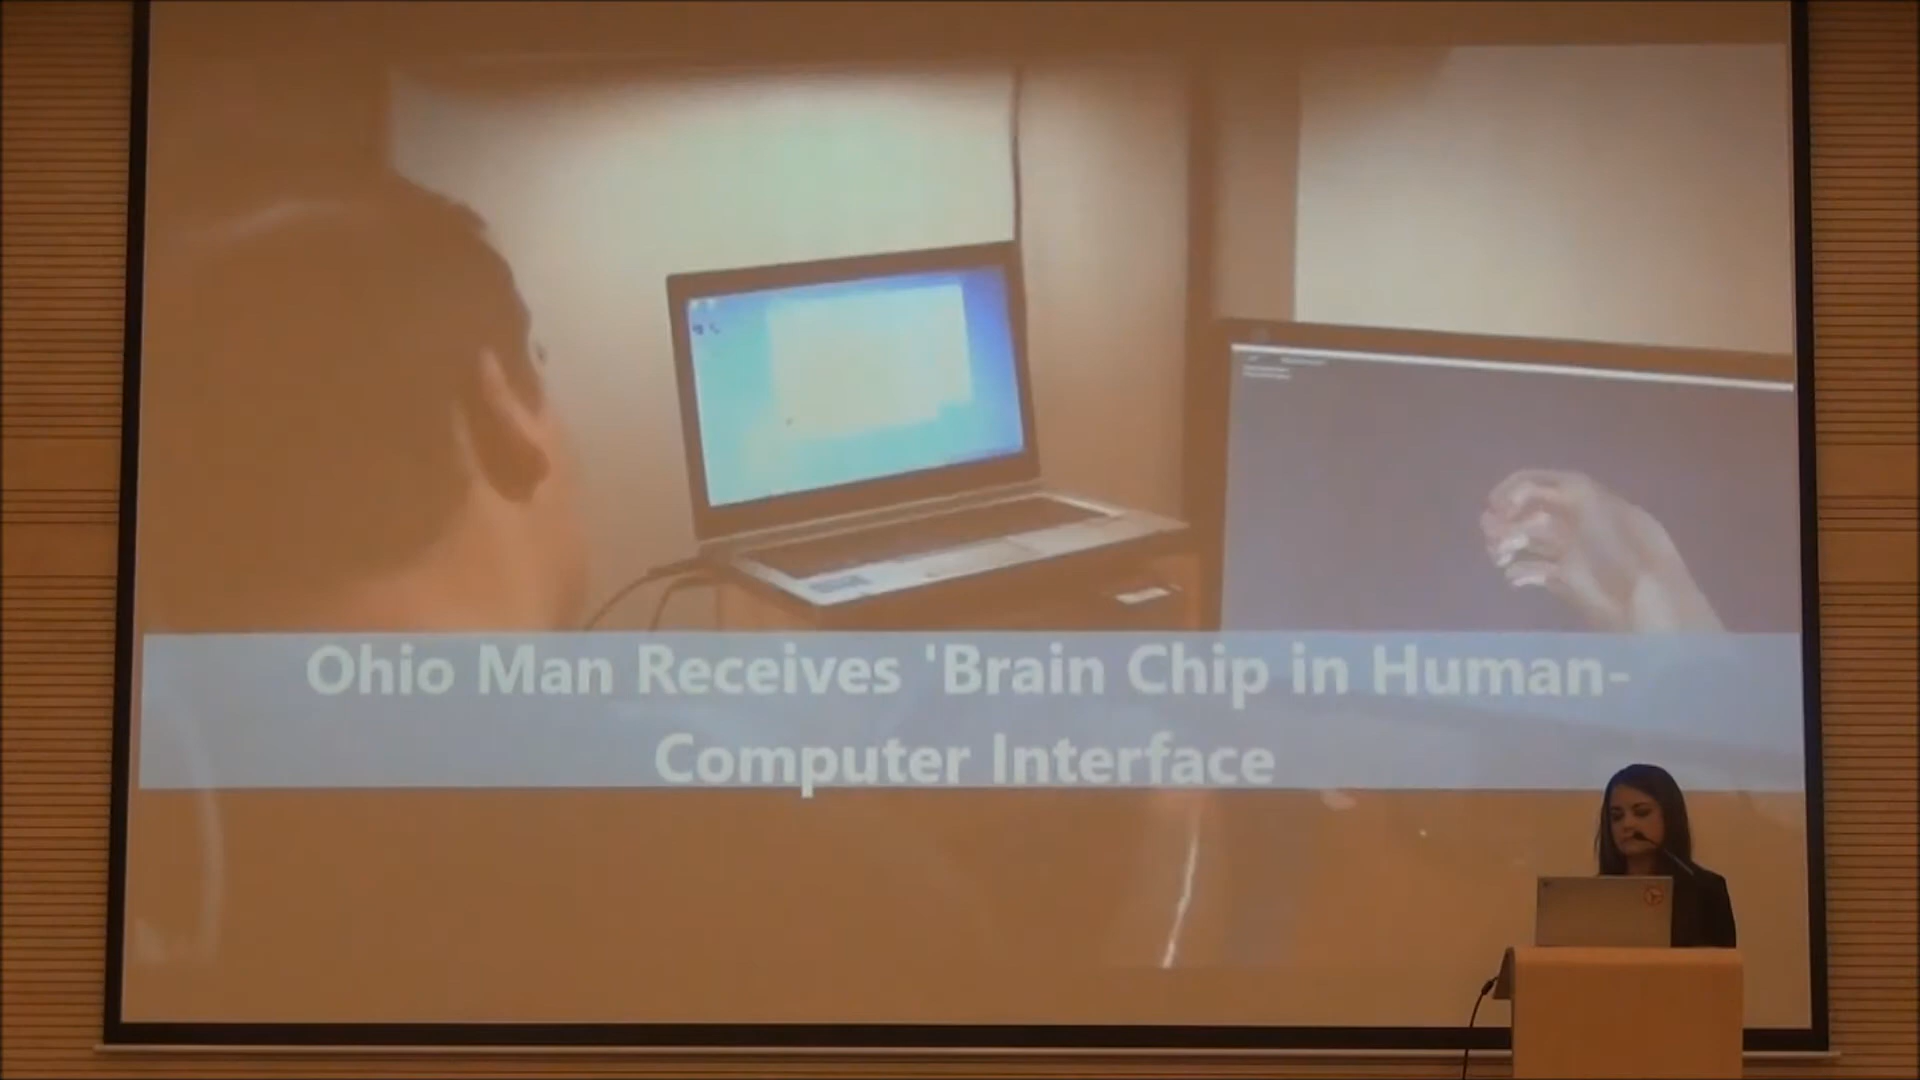 Ohio Man Receives 'Brain Chip in Human-
Computer Interface